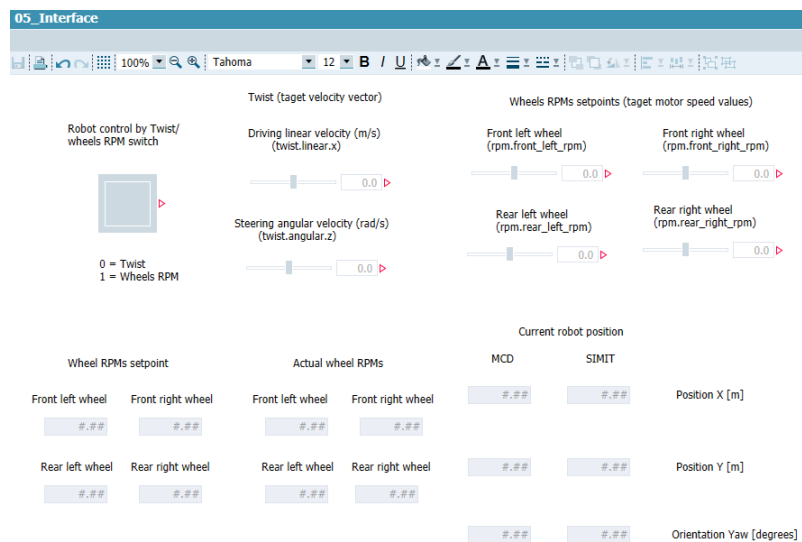 05_Interface
100%
Tahoma
12
B I U A
Twist (taget velocity vector)
Wheels RPMs setpoints (taget motor speed values)
Robot control by Twist/
wheels RPM switch
0 = Twist
1 = Wheels RPM
Driving linear velocity (m/s)
(twist.linear.x)
0.0
Steering angular velocity (rad/s)
(twist.angular.z)
0.0
Front left wheel
(rpm.front_left_rpm)
0.0
Front right wheel
(rpm.front_right_rpm)
0.0
Rear left wheel
(rpm.rear_left_rpm)
0.0
Rear right wheel
(rpm.rear_right_rpm)
0.0
Wheel RPMs setpoint
Front left wheel Front right wheel
#.## #.##
Rear left wheel Rear right wheel
#.## #.##
Actual wheel RPMs
Front left wheel Front right wheel
#.## #.##
Rear left wheel Rear right wheel
#.## #.##
Current robot position
MCD SIMIT
#.## #.## Position X [m]
#.## #.## Position Y [m]
#.## #.## Orientation Yaw [degrees]